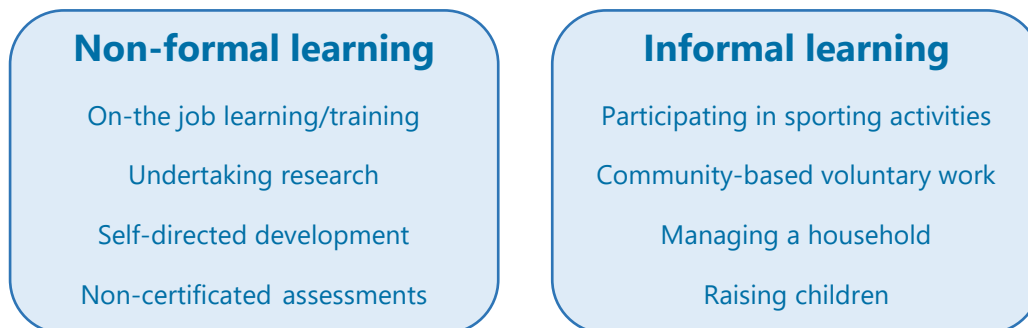 Non-formal learning
On-the job learning/training
Undertaking research
Self-directed development
Non-certificated assessments
Informal learning
Participating in sporting activities
Community-based voluntary work
Managing a household
Raising children